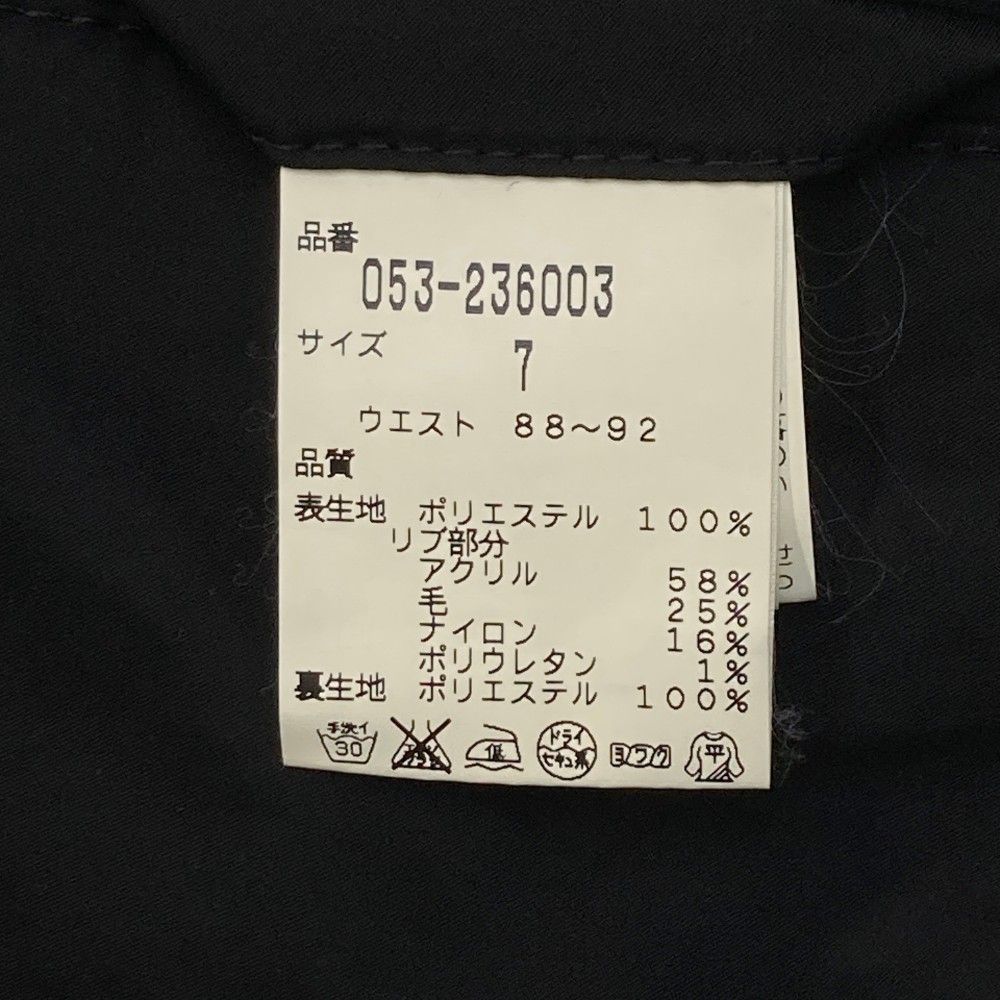 品番
053-236003
サイズ 7
ウエスト 88〜92
品質
表生地 ポリエステル 100%
リブ部分
アクリル 58%
毛 25%
ナイロン 16%
ポリウレタン 1%
裏生地 ポリエステル 100%
手洗イ 30 低 ドライ セキユ系 ヨワク 平